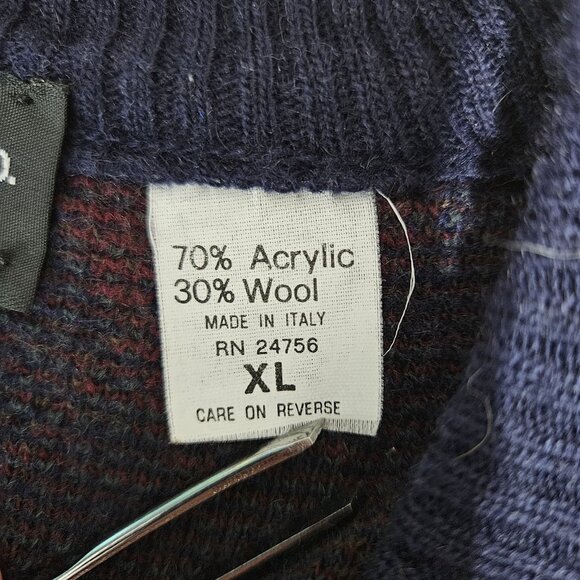 70% Acrylic
30% Wool
MADE IN ITALY
RN 24756
XL
CARE ON REVERSE